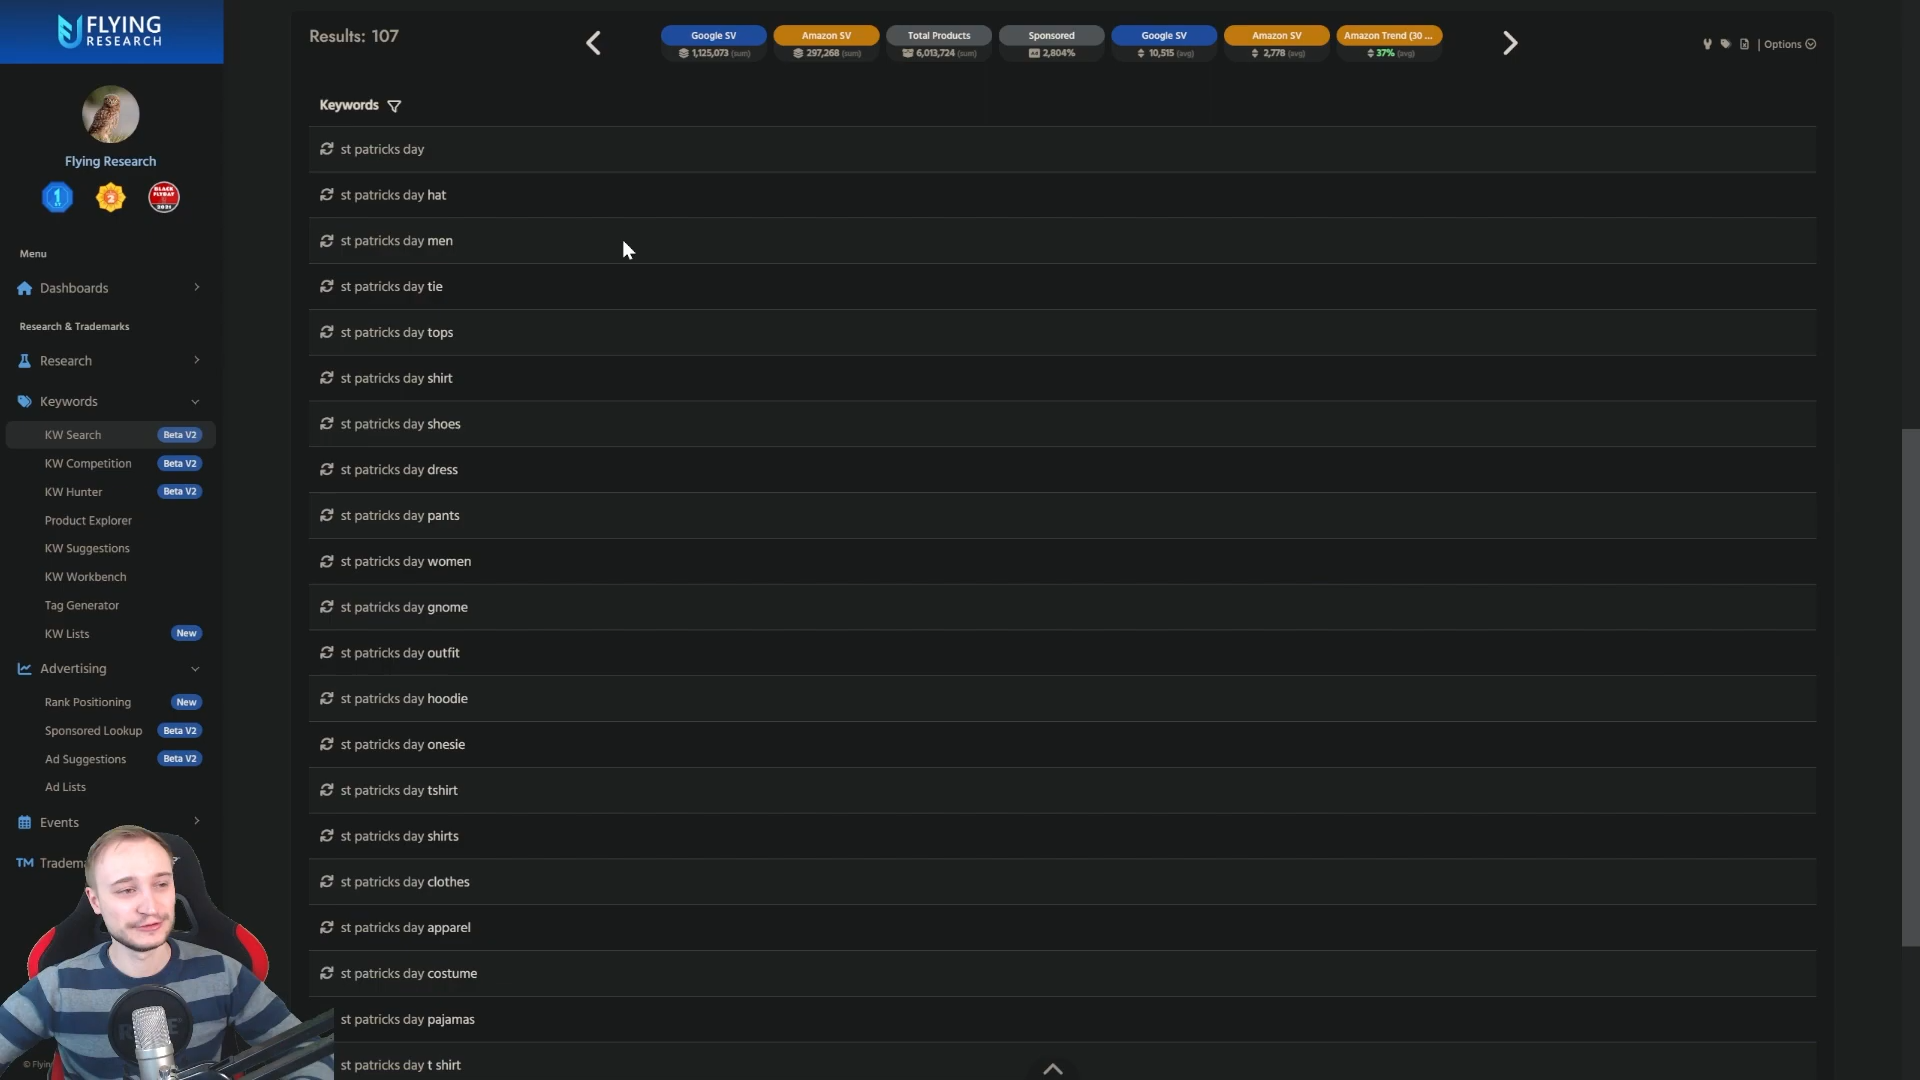 FLYING
RESEARCH
Flying Research
Menu
Dashboards
Research & Trademarks
Research
Keywords
KW Search Beta V2
KW Competition Beta V2
KW Hunter Beta V2
Product Explorer
KW Suggestions
KW Workbench
Tag Generator
KW Lists New
Advertising
Rank Positioning New
Sponsored Lookup Beta V2
Ad Suggestions Beta V2
Ad Lists
Events
TM Tradem
© Flyin
Results: 107
Google SV
1,125,073 (sum)
Amazon SV
297,268 (sum)
Total Products
6,013,724 (sum)
Sponsored
2,804%
Google SV
10,515 (avg)
Amazon SV
2,778 (avg)
Amazon Trend (30 ...
37% (avg)
| Options
Keywords
st patricks day
st patricks day hat
st patricks day men
st patricks day tie
st patricks day tops
st patricks day shirt
st patricks day shoes
st patricks day dress
st patricks day pants
st patricks day women
st patricks day gnome
st patricks day outfit
st patricks day hoodie
st patricks day onesie
st patricks day tshirt
st patricks day shirts
st patricks day clothes
st patricks day apparel
st patricks day costume
st patricks day pajamas
st patricks day t shirt